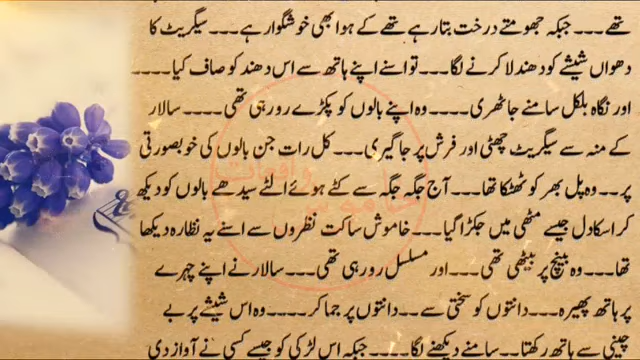 تھے۔۔۔ جبکہ جھومتے درخت بتا رہے تھے کے ہوا بھی خوشگوار ہے۔۔۔ سیگریٹ کا
دھواں شیشے کو دھندلا کرنے لگا۔۔۔ تو اسنے اپنے ہاتھ سے اس دھند کو صاف کیا۔۔۔۔
اور نگاہ بلکل سامنے جا ٹھری۔۔۔۔ وہ اپنے بالوں کو پکڑے رو رہی تھی۔۔۔۔ سالار
کے منہ سے سیگریٹ چھٹی اور فرش پر جا گیری۔۔۔ کل رات جن بالوں کی خوبصورتی
پر۔۔ وہ پل بھر کو ٹھٹکا تھا۔۔۔ آج جگہ جگہ سے کٹے ہوئے الٹے سیدھے بالوں کو دیکھ
کر اسکا دل جیسے مٹھی میں جکڑا گیا۔۔۔ خاموش ساکت نظروں سے اسنے یہ نظارہ دیکھا
تھا۔۔۔ وہ بینچ پر بیٹھی تھی۔۔۔ اور مسلسل رو رہی تھی۔۔۔ سالار نے اپنے چہرے
پر ہاتھ پھیرہ۔۔۔۔ دانتوں کو سختی سے۔۔ دانتوں پر جما کر۔۔۔۔ وہ اس شیشے پر بے
چینی سے ہاتھ رکھتا۔۔ سامنے دیکھنے لگا۔۔۔۔ جبکہ اس لڑکی کو جیسے کسی نے آواز دی